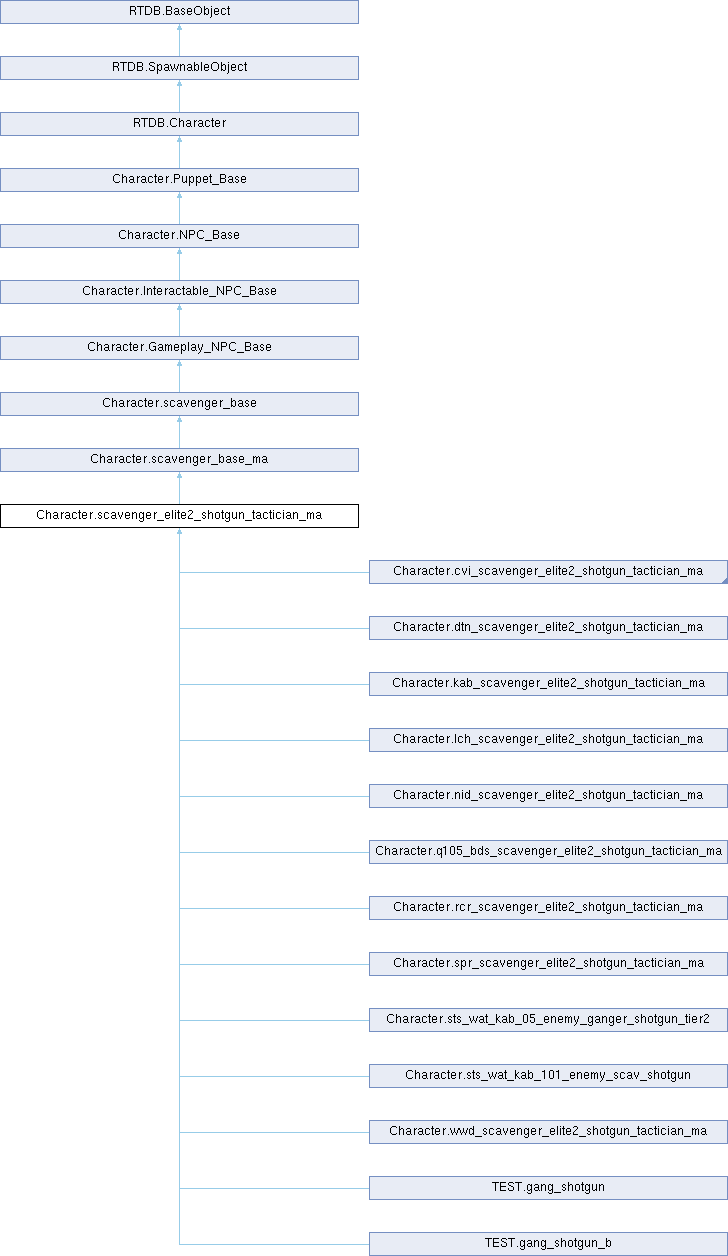 RTDB.BaseObject
RTDB.SpawnableObject
RTDB.Character
Character.Puppet_Base
Character.NPC_Base
Character.Interactable_NPC_Base
Character.Gameplay_NPC_Base
Character.scavenger_base
Character.scavenger_base_ma
Character.scavenger_elite2_shotgun_tactician_ma
Character.cvi_scavenger_elite2_shotgun_tactician_ma
Character.dtn_scavenger_elite2_shotgun_tactician_ma
Character.kab_scavenger_elite2_shotgun_tactician_ma
Character.lch_scavenger_elite2_shotgun_tactician_ma
Character.nid_scavenger_elite2_shotgun_tactician_ma
Character.q105_bds_scavenger_elite2_shotgun_tactician_ma
Character.rcr_scavenger_elite2_shotgun_tactician_ma
Character.spr_scavenger_elite2_shotgun_tactician_ma
Character.sts_wat_kab_05_enemy_ganger_shotgun_tier2
Character.sts_wat_kab_101_enemy_scav_shotgun
Character.wwd_scavenger_elite2_shotgun_tactician_ma
TEST.gang_shotgun
TEST.gang_shotgun_b